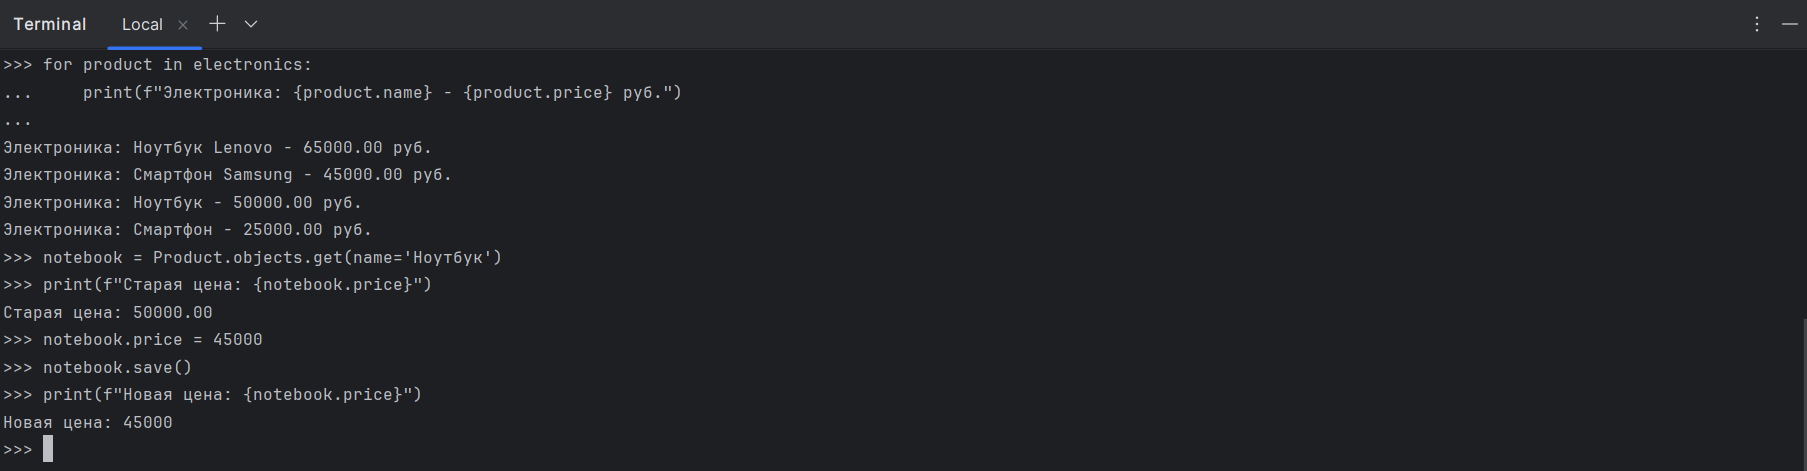 Terminal Local
>>> for product in electronics:
...     print(f"Электроника: {product.name} - {product.price} руб.")
...
Электроника: Ноутбук Lenovo - 65000.00 руб.
Электроника: Смартфон Samsung - 45000.00 руб.
Электроника: Ноутбук - 50000.00 руб.
Электроника: Смартфон - 25000.00 руб.
>>> notebook = Product.objects.get(name='Ноутбук')
>>> print(f"Старая цена: {notebook.price}")
Старая цена: 50000.00
>>> notebook.price = 45000
>>> notebook.save()
>>> print(f"Новая цена: {notebook.price}")
Новая цена: 45000
>>>